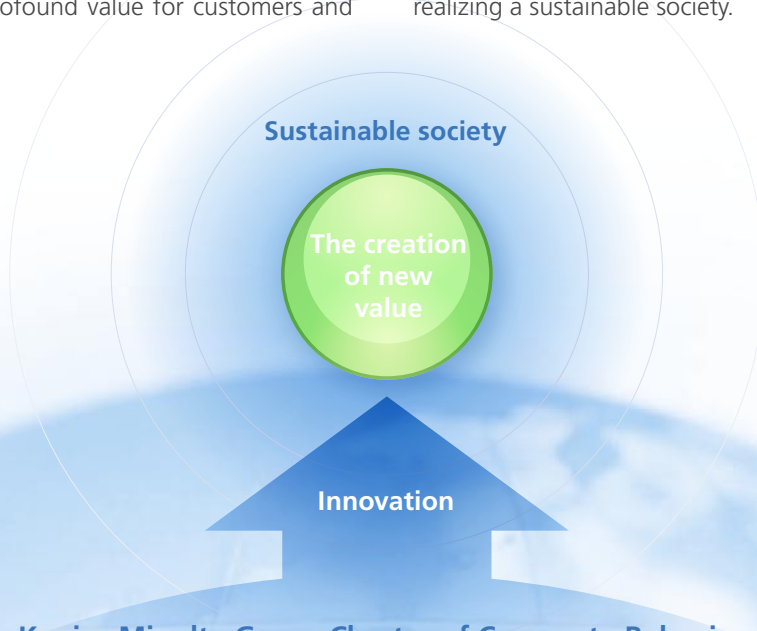 ofound value for customers and
realizing a sustainable society.
Sustainable society
The creation
of new
value
Innovation
Konica Minolta Group Charter of Corporate Behavior